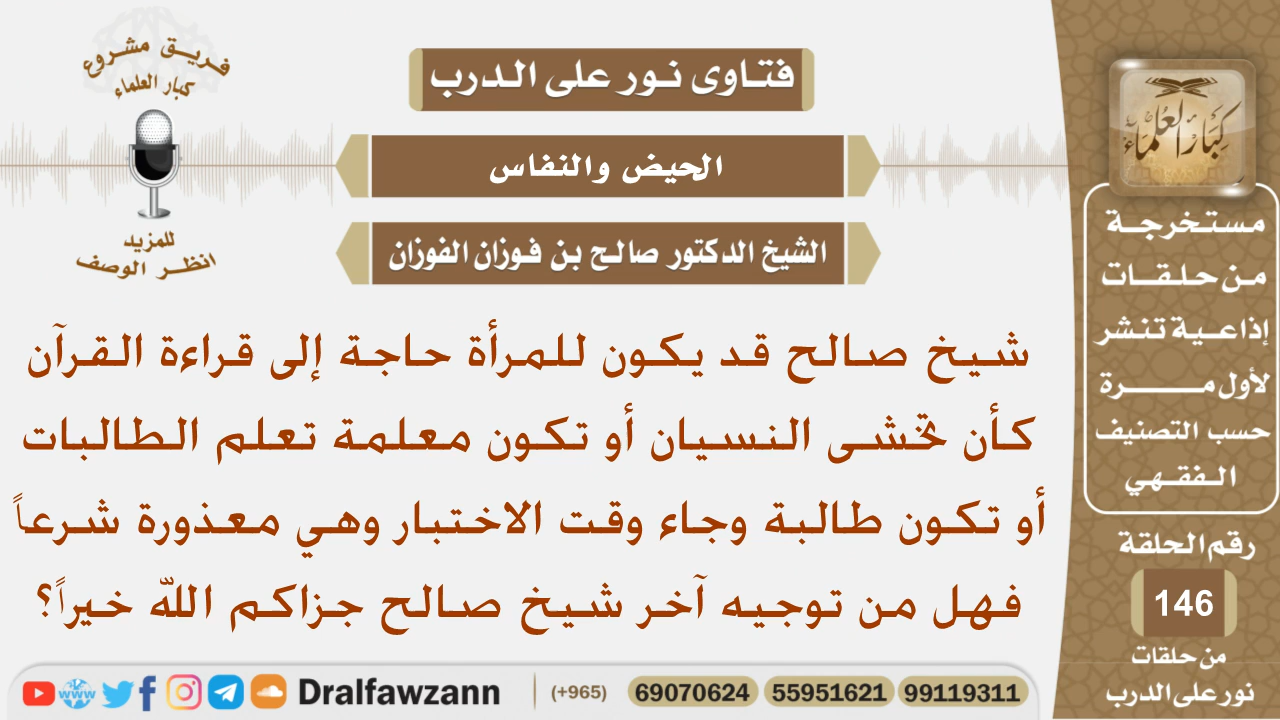 فريق مشروع
كبار العلماء
للمزيد
انظر الوصف
فتاوى نور على الدرب
الحيض والنفاس
الشيخ الدكتور صالح بن فوزان الفوزان
شيخ صالح قد يكون للمرأة حاجة إلى قراءة القرآن
كأن تخشى النسيان أو تكون معلمة تعلم الطالبات
أو تكون طالبة وجاء وقت الاختبار وهي معذورة شرعاً
فهل من توجيه آخر شيخ صالح جزاكم الله خيراً؟
كبار العلماء
مستخرجة
من حلقات
إذاعية تنشر
لأول مرة
حسب التصنيف
الفقهي
رقم الحلقة
146
من حلقات
نور على الدرب
www Dralfawzann (+965) 69070624 55951621 99119311